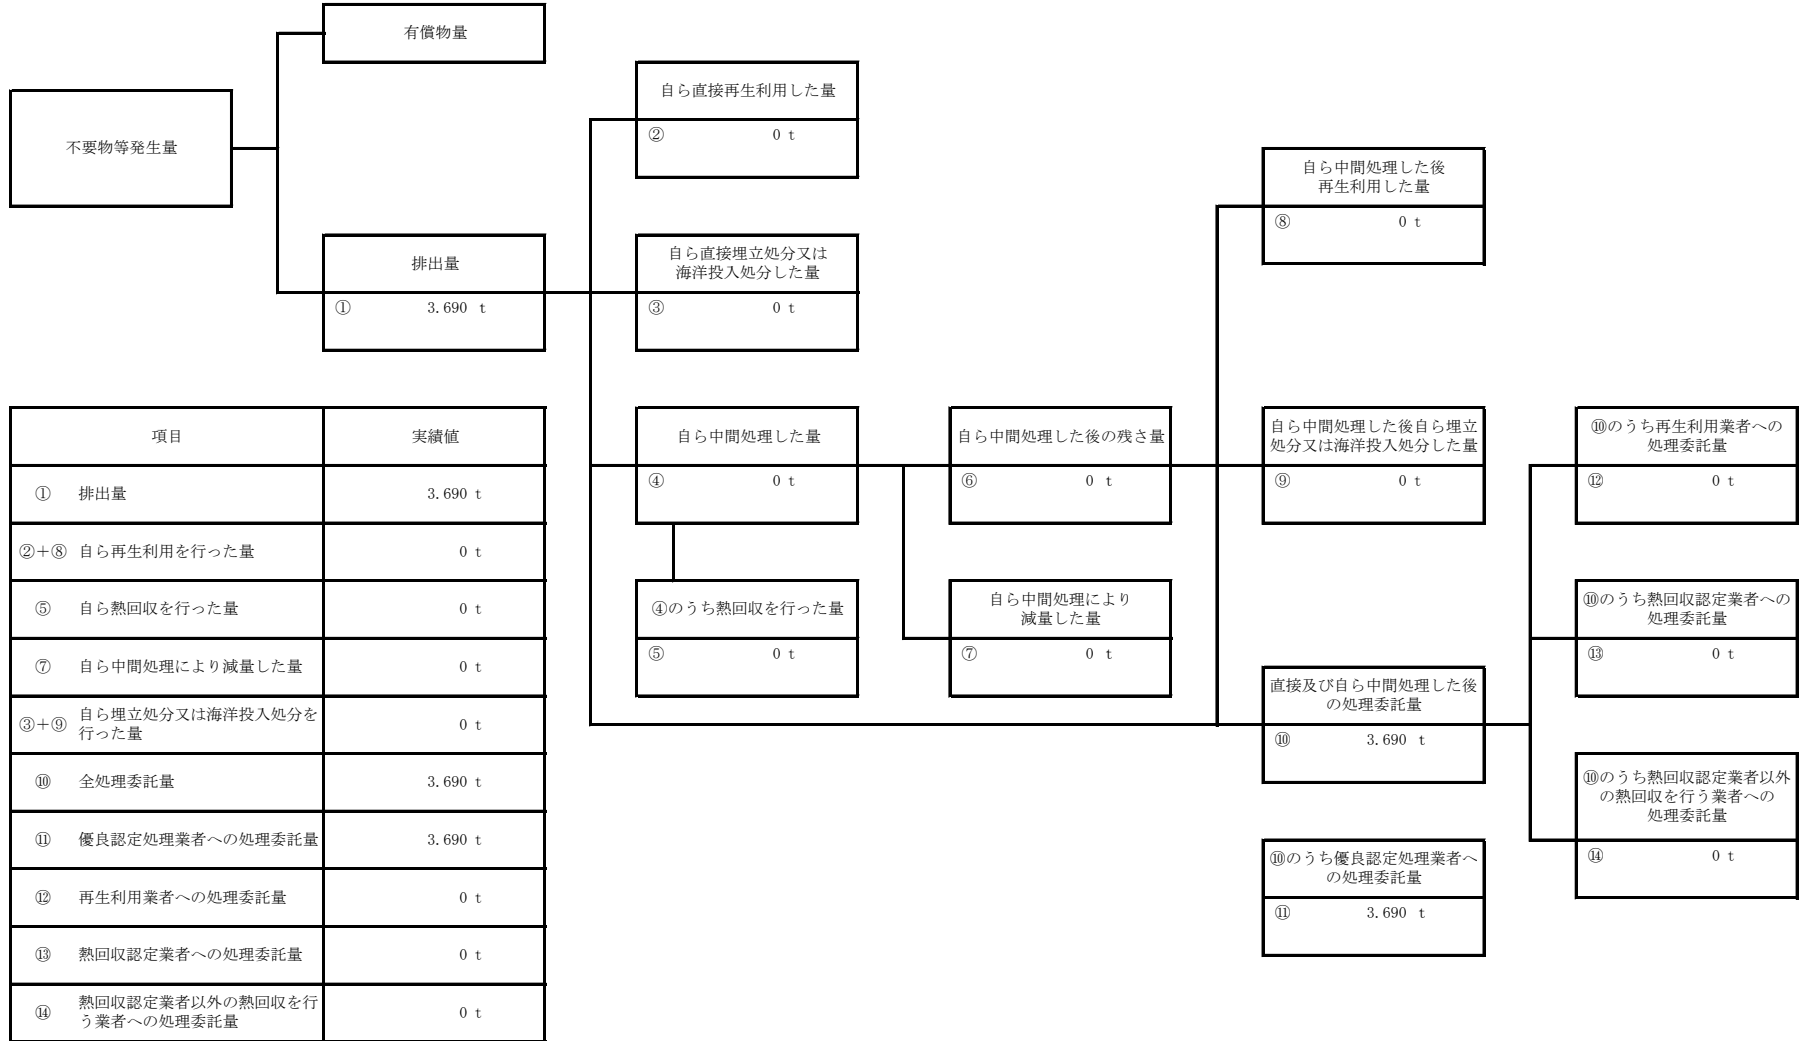 有償物量
不要物等発生量
自ら直接再生利用した量
② 0 t
排出量
① 3.690 t
自ら直接埋立処分又は
海洋投入処分した量
③ 0 t
自ら中間処理した後
再生利用した量
⑧ 0 t
自ら中間処理した量
④ 0 t
④のうち熱回収を行った量
⑤ 0 t
自ら中間処理した後の残さ量
⑥ 0 t
自ら中間処理により
減量した量
⑦ 0 t
自ら中間処理した後自ら埋立
処分又は海洋投入処分した量
⑨ 0 t
直接及び自ら中間処理した後
の処理委託量
⑩ 3.690 t
⑩のうち優良認定処理業者へ
の処理委託量
⑪ 3.690 t
⑩のうち再生利用業者への
処理委託量
⑫ 0 t
⑩のうち熱回収認定業者への
処理委託量
⑬ 0 t
⑩のうち熱回収認定業者以外
の熱回収を行う業者への
処理委託量
⑭ 0 t
項目 実績値
① 排出量 3.690 t
②+⑧ 自ら再生利用を行った量 0 t
⑤ 自ら熱回収を行った量 0 t
⑦ 自ら中間処理により減量した量 0 t
③+⑨ 自ら埋立処分又は海洋投入処分を
行った量 0 t
⑩ 全処理委託量 3.690 t
⑪ 優良認定処理業者への処理委託量 3.690 t
⑫ 再生利用業者への処理委託量 0 t
⑬ 熱回収認定業者への処理委託量 0 t
⑭ 熱回収認定業者以外の熱回収を行
う業者への処理委託量 0 t